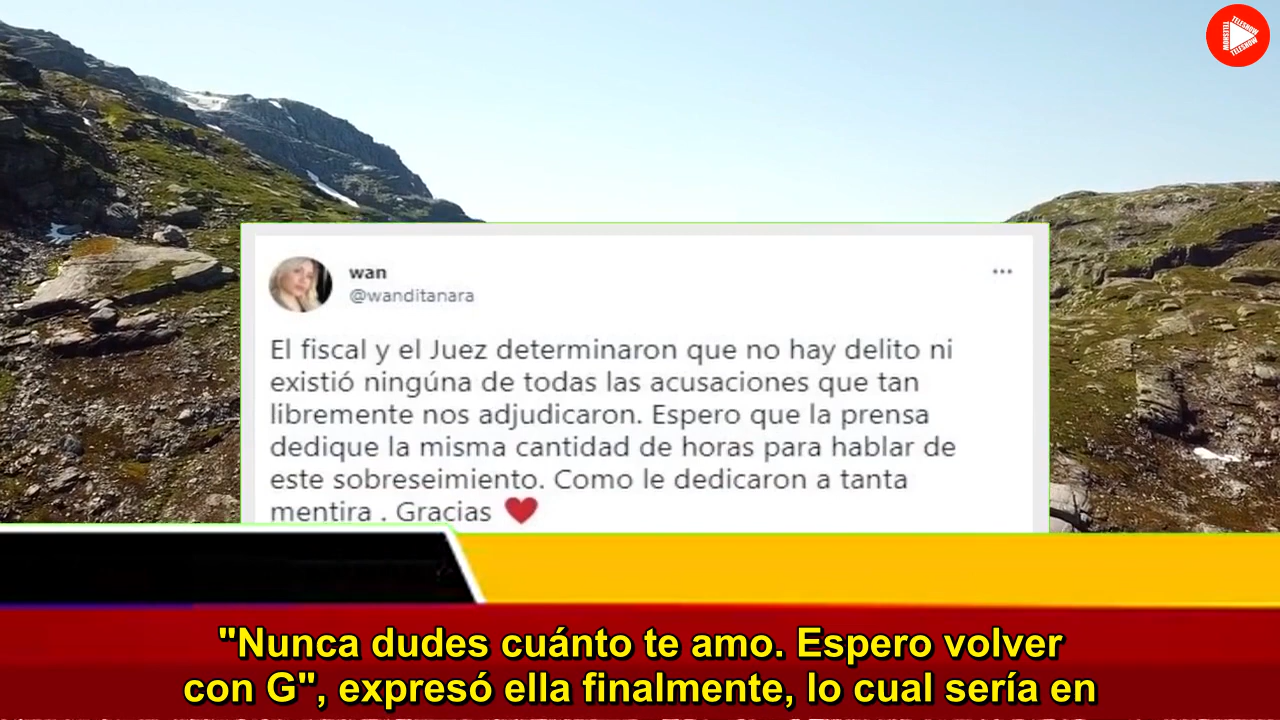 TELESHOW
TELESHOW
TELESHOW
wan
@wanditanara
El fiscal y el Juez determinaron que no hay delito ni
existió ningúna de todas las acusaciones que tan
libremente nos adjudicaron. Espero que la prensa
dedique la misma cantidad de horas para hablar de
este sobreseimiento. Como le dedicaron a tanta
mentira . Gracias ❤️
"Nunca dudes cuánto te amo. Espero volver
con G", expresó ella finalmente, lo cual sería en